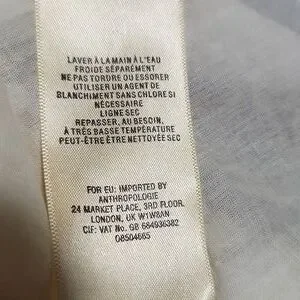 LAVER À LA MAIN À L'EAU
FROIDE SÉPARÉMENT
NE PAS TORDRE OU ESSORER
UTILISER UN AGENT DE
BLANCHIMENT SANS CHLORE SI
NÉCESSAIRE
LIGNE SEC
REPASSER, AU BESOIN,
À TRÈS BASSE TEMPÉRATURE
PEUT-ÊTRE ÊTRE NETTOYÉE SEC
FOR EU: IMPORTED BY
ANTHROPOLOGIE
24 MARKET PLACE, 3RD FLOOR.
LONDON, UK W1W8AN
CIF: VAT No. GB 684936382
08504665